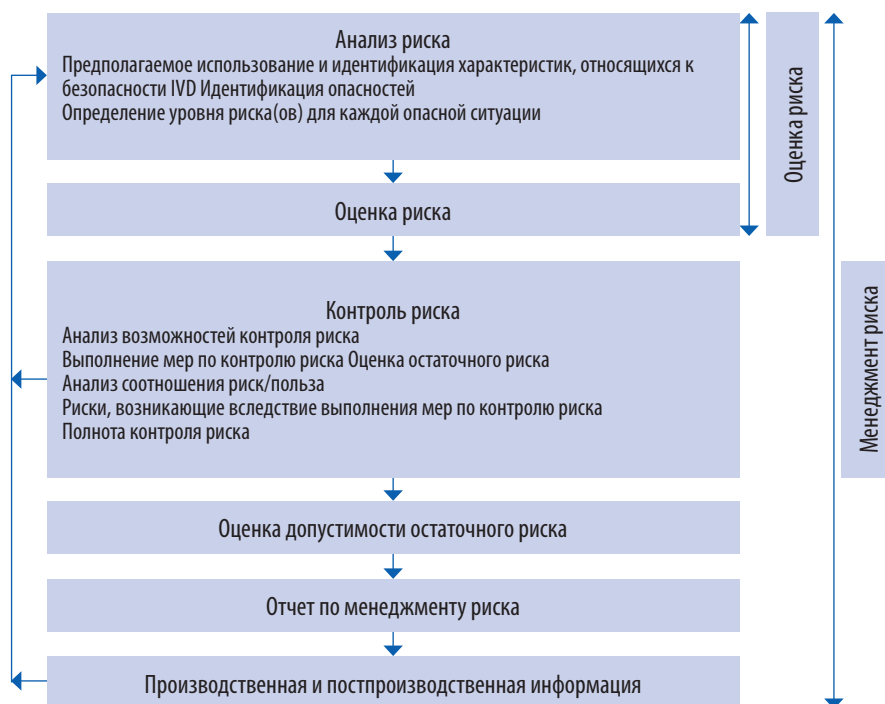 Анализ риска
Предполагаемое использование и идентификация характеристик, относящихся к
безопасности IVD Идентификация опасностей
Определение уровня риска(ов) для каждой опасной ситуации
Оценка риска
Контроль риска
Анализ возможностей контроля риска
Выполнение мер по контролю риска Оценка остаточного риска
Анализ соотношения риск/польза
Риски, возникающие вследствие выполнения мер по контролю риска
Полнота контроля риска
Оценка допустимости остаточного риска
Отчет по менеджменту риска
Производственная и постпроизводственная информация
Оценка риска
Менеджмент риска